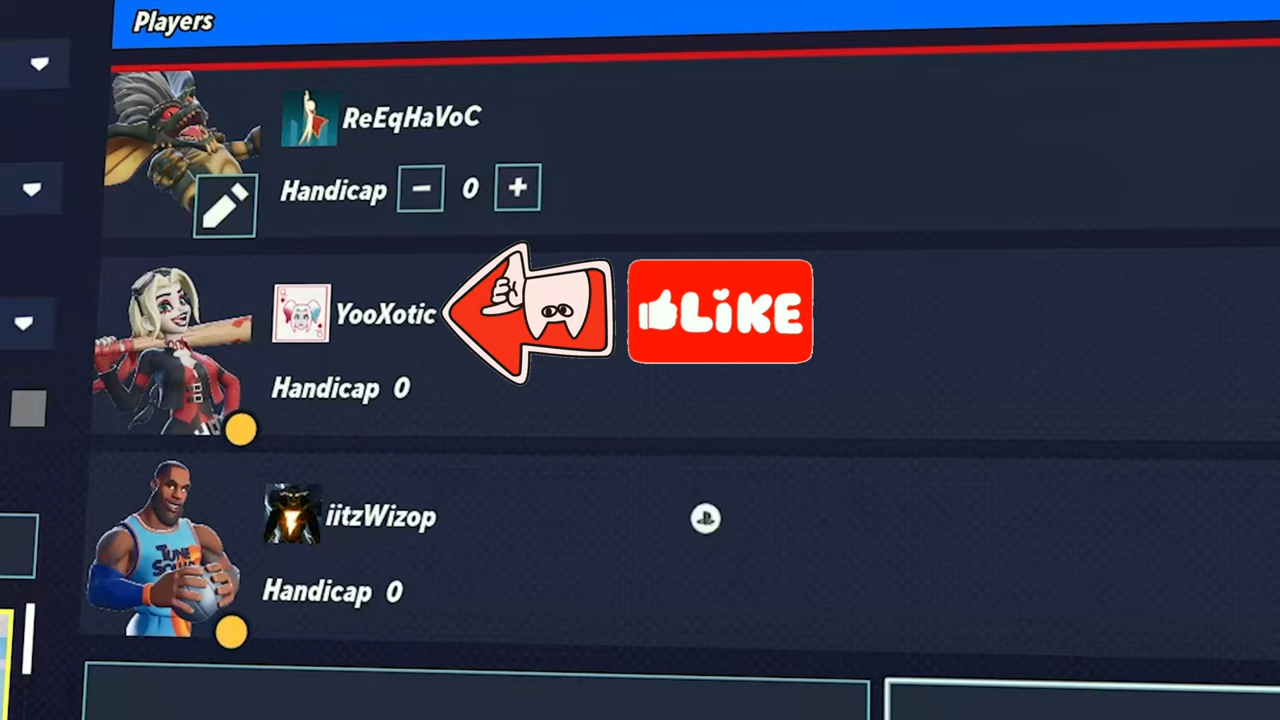 Players
ReEqHaVoC
Handicap − 0 +
YooXotic
LiKE
Handicap 0
iitzWizop
TUNE
SQUAD
Handicap 0